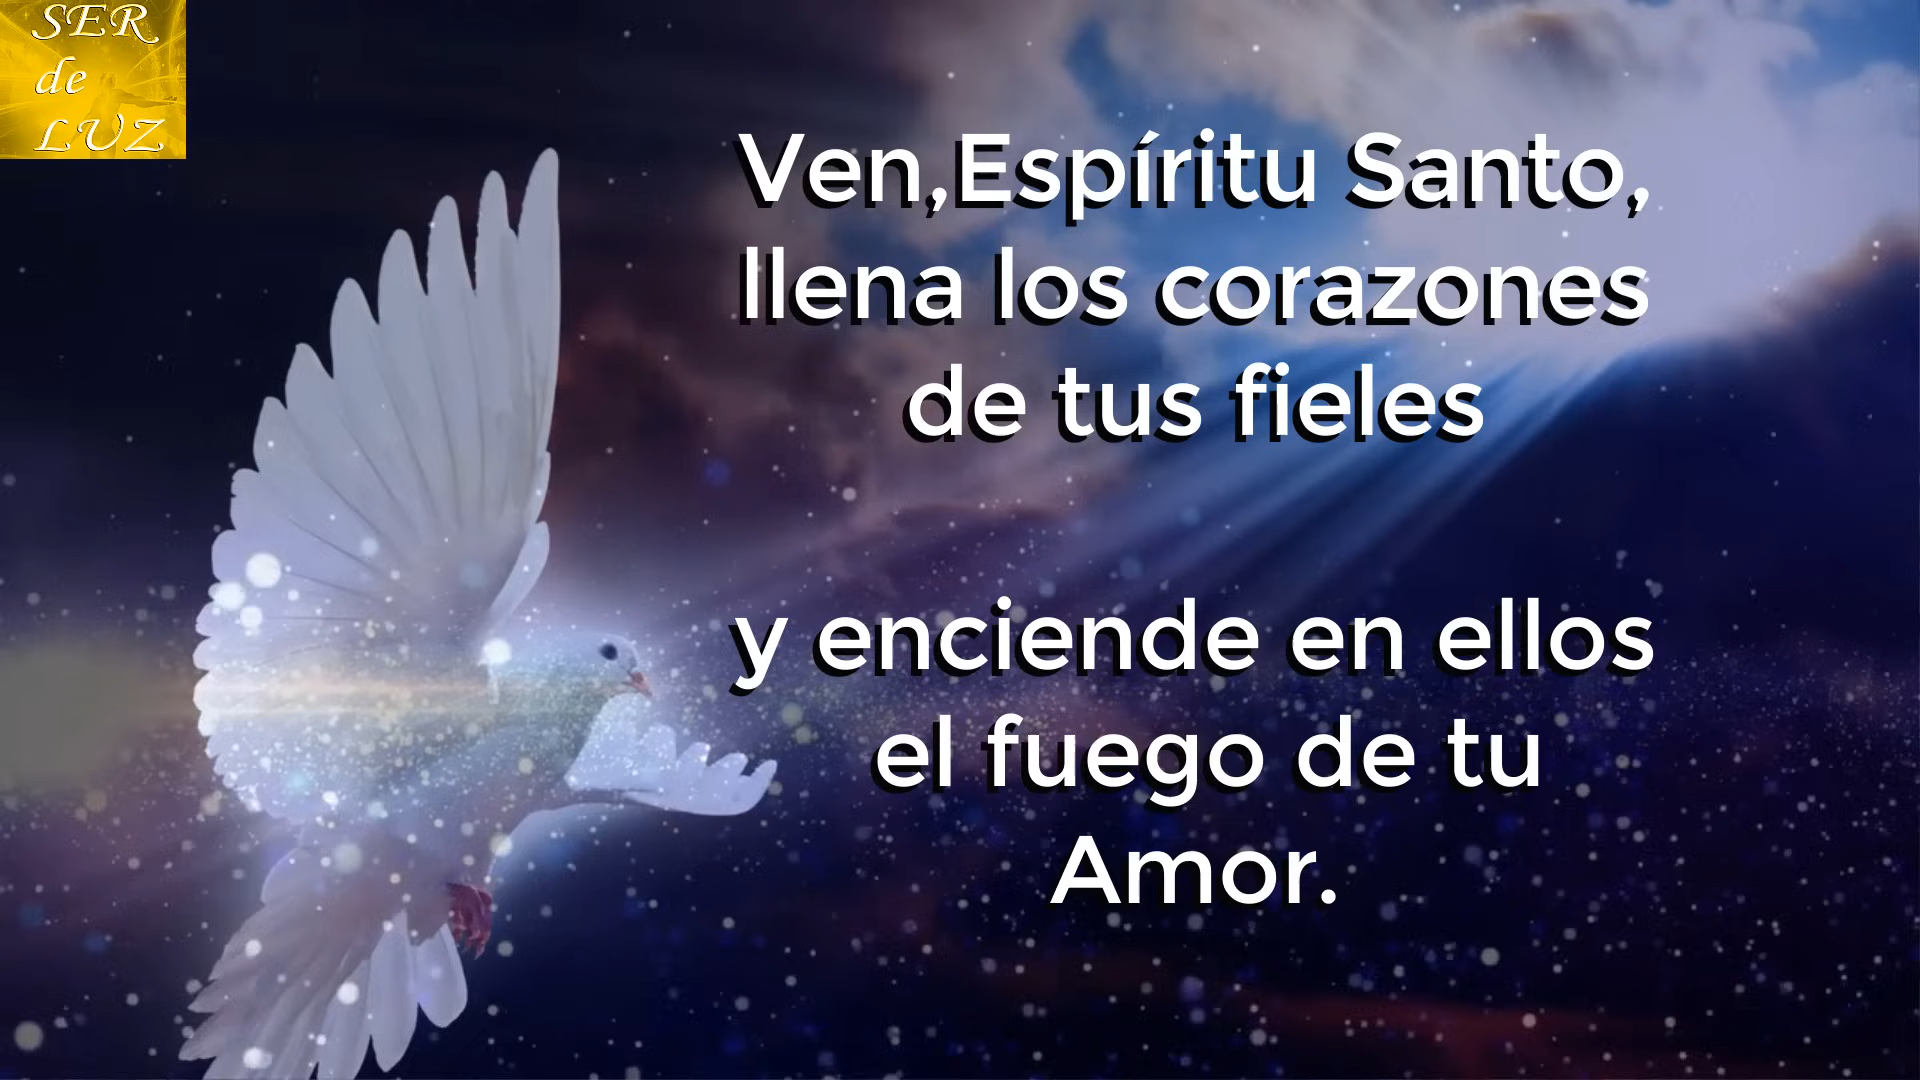 SER
de
LUZ
Ven,Espíritu Santo,
llena los corazones
de tus fieles
y enciende en ellos
el fuego de tu
Amor.